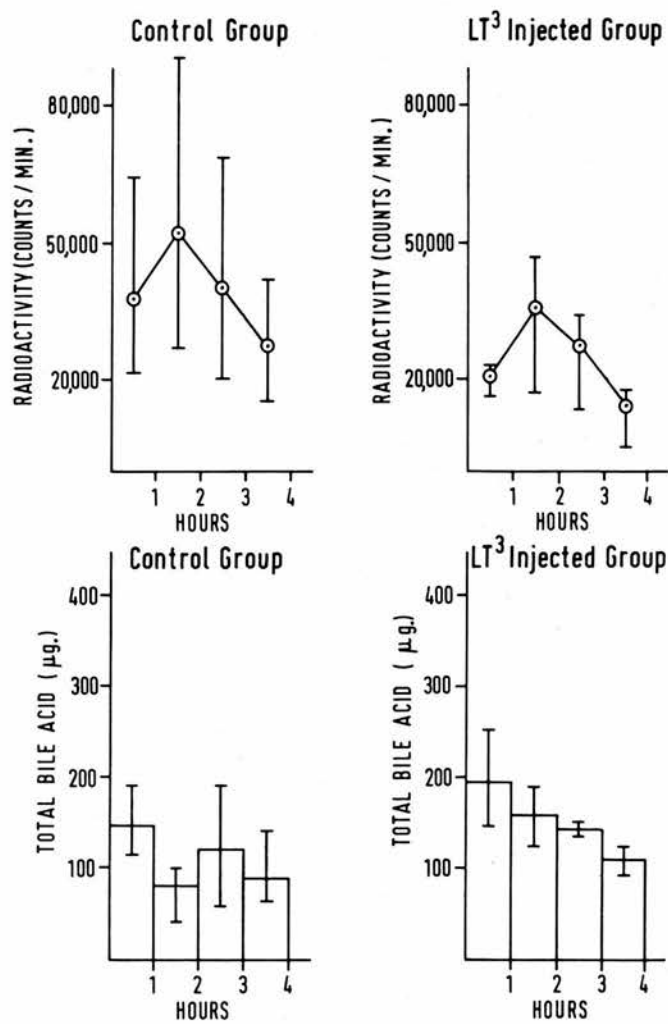 Control Group
RADIOACTIVITY (COUNTS / MIN.)
80,000
50,000
20,000
1 2 3 4
HOURS
LT³ Injected Group
RADIOACTIVITY (COUNTS / MIN.)
80,000
50,000
20,000
1 2 3 4
HOURS
Control Group
TOTAL BILE ACID (µg.)
400
300
200
100
1 2 3 4
HOURS
LT³ Injected Group
TOTAL BILE ACID (µg.)
400
300
200
100
1 2 3 4
HOURS